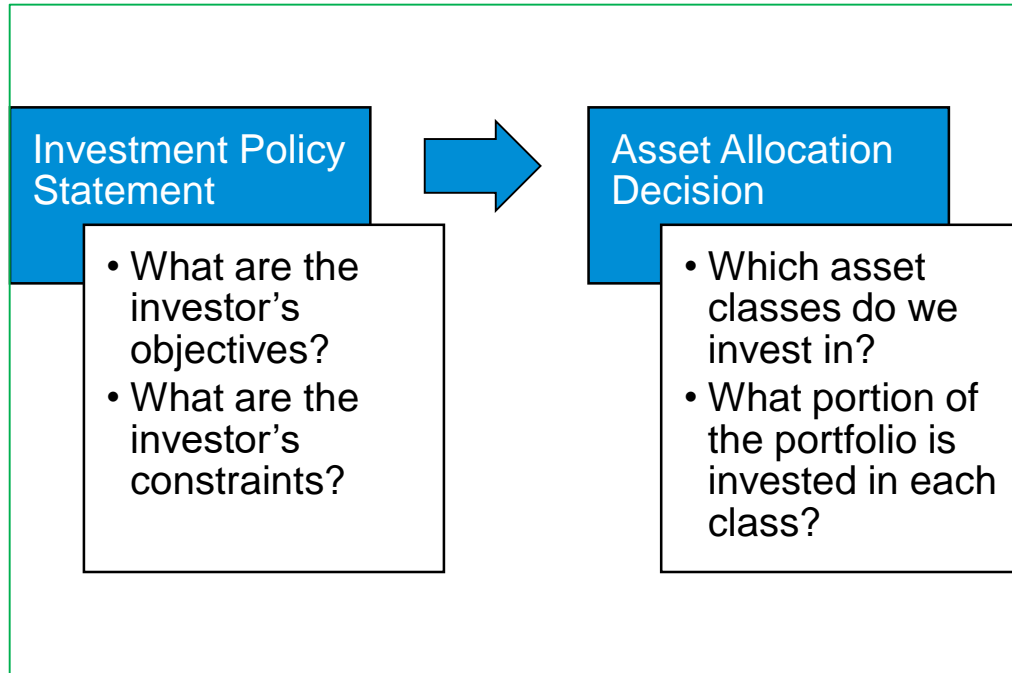 Investment Policy
Statement
• What are the
investor’s
objectives?
• What are the
investor’s
constraints?
Asset Allocation
Decision
• Which asset
classes do we
invest in?
• What portion of
the portfolio is
invested in each
class?